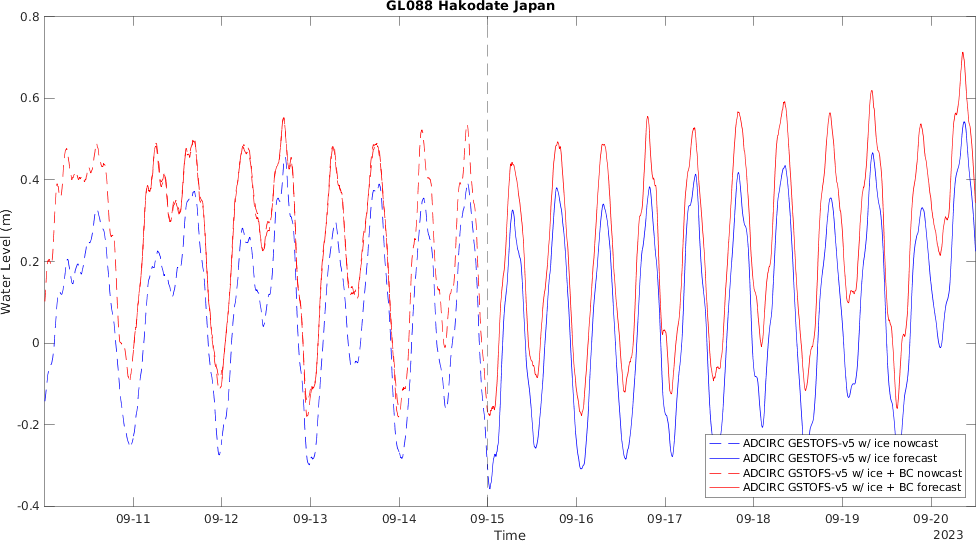 GL088 Hakodate Japan
0.8
0.6
0.4
0.2
0
-0.2
-0.4
Water Level (m)
ADCIRC GESTOFS-v5 w/ ice nowcast
ADCIRC GESTOFS-v5 w/ ice forecast
ADCIRC GSTOFS-v5 w/ ice + BC nowcast
ADCIRC GSTOFS-v5 w/ ice + BC forecast
09-11 09-12 09-13 09-14 09-15 09-16 09-17 09-18 09-19 09-20
Time
2023